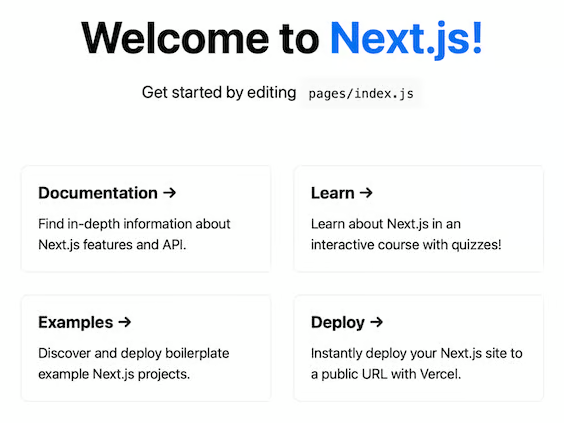 Welcome to Next.js!
Get started by editing pages/index.js
Documentation →
Find in-depth information about
Next.js features and API.
Learn →
Learn about Next.js in an
interactive course with quizzes!
Examples →
Discover and deploy boilerplate
example Next.js projects.
Deploy →
Instantly deploy your Next.js site to
a public URL with Vercel.